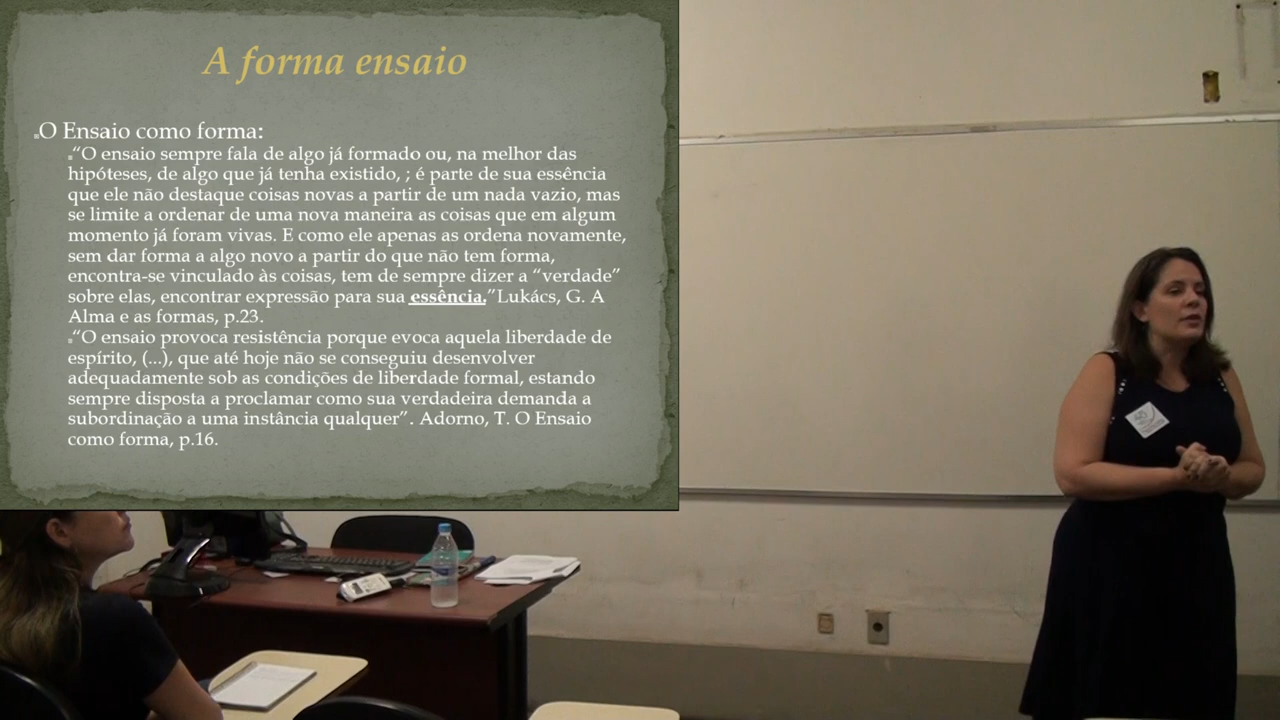 A forma ensaio
O Ensaio como forma:
“O ensaio sempre fala de algo já formado ou, na melhor das
hipóteses, de algo que já tenha existido, ; é parte de sua essência
que ele não destaque coisas novas a partir de um nada vazio, mas
se limite a ordenar de uma nova maneira as coisas que em algum
momento já foram vivas. E como ele apenas as ordena novamente,
sem dar forma a algo novo a partir do que não tem forma,
encontra-se vinculado às coisas, tem de sempre dizer a “verdade”
sobre elas, encontrar expressão para sua essência.”Lukács, G. A
Alma e as formas, p.23.
“O ensaio provoca resistência porque evoca aquela liberdade de
espírito, (...), que até hoje não se conseguiu desenvolver
adequadamente sob as condições de liberdade formal, estando
sempre disposta a proclamar como sua verdadeira demanda a
subordinação a uma instância qualquer”. Adorno, T. O Ensaio
como forma, p.16.